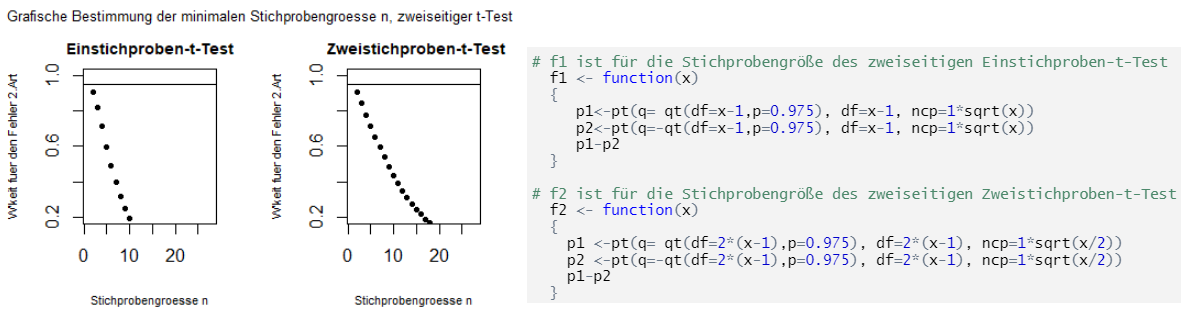 Grafische Bestimmung der minimalen Stichprobengroesse n, zweiseitiger t-Test
Einstichproben-t-Test
W'keit fuer den Fehler 2.Art
1.0
0.6
0.2
0 10 20
Stichprobengroesse n
Zweistichproben-t-Test
W'keit fuer den Fehler 2.Art
1.0
0.6
0.2
0 10 20
Stichprobengroesse n
# f1 ist für die Stichprobengröße des zweiseitigen Einstichproben-t-Test
f1 <- function(x)
{
p1<-pt(q= qt(df=x-1,p=0.975), df=x-1, ncp=1*sqrt(x))
p2<-pt(q=-qt(df=x-1,p=0.975), df=x-1, ncp=1*sqrt(x))
p1-p2
}
# f2 ist für die Stichprobengröße des zweiseitigen Zweistichproben-t-Test
f2 <- function(x)
{
p1 <-pt(q= qt(df=2*(x-1),p=0.975), df=2*(x-1), ncp=1*sqrt(x/2))
p2 <-pt(q=-qt(df=2*(x-1),p=0.975), df=2*(x-1), ncp=1*sqrt(x/2))
p1-p2
}